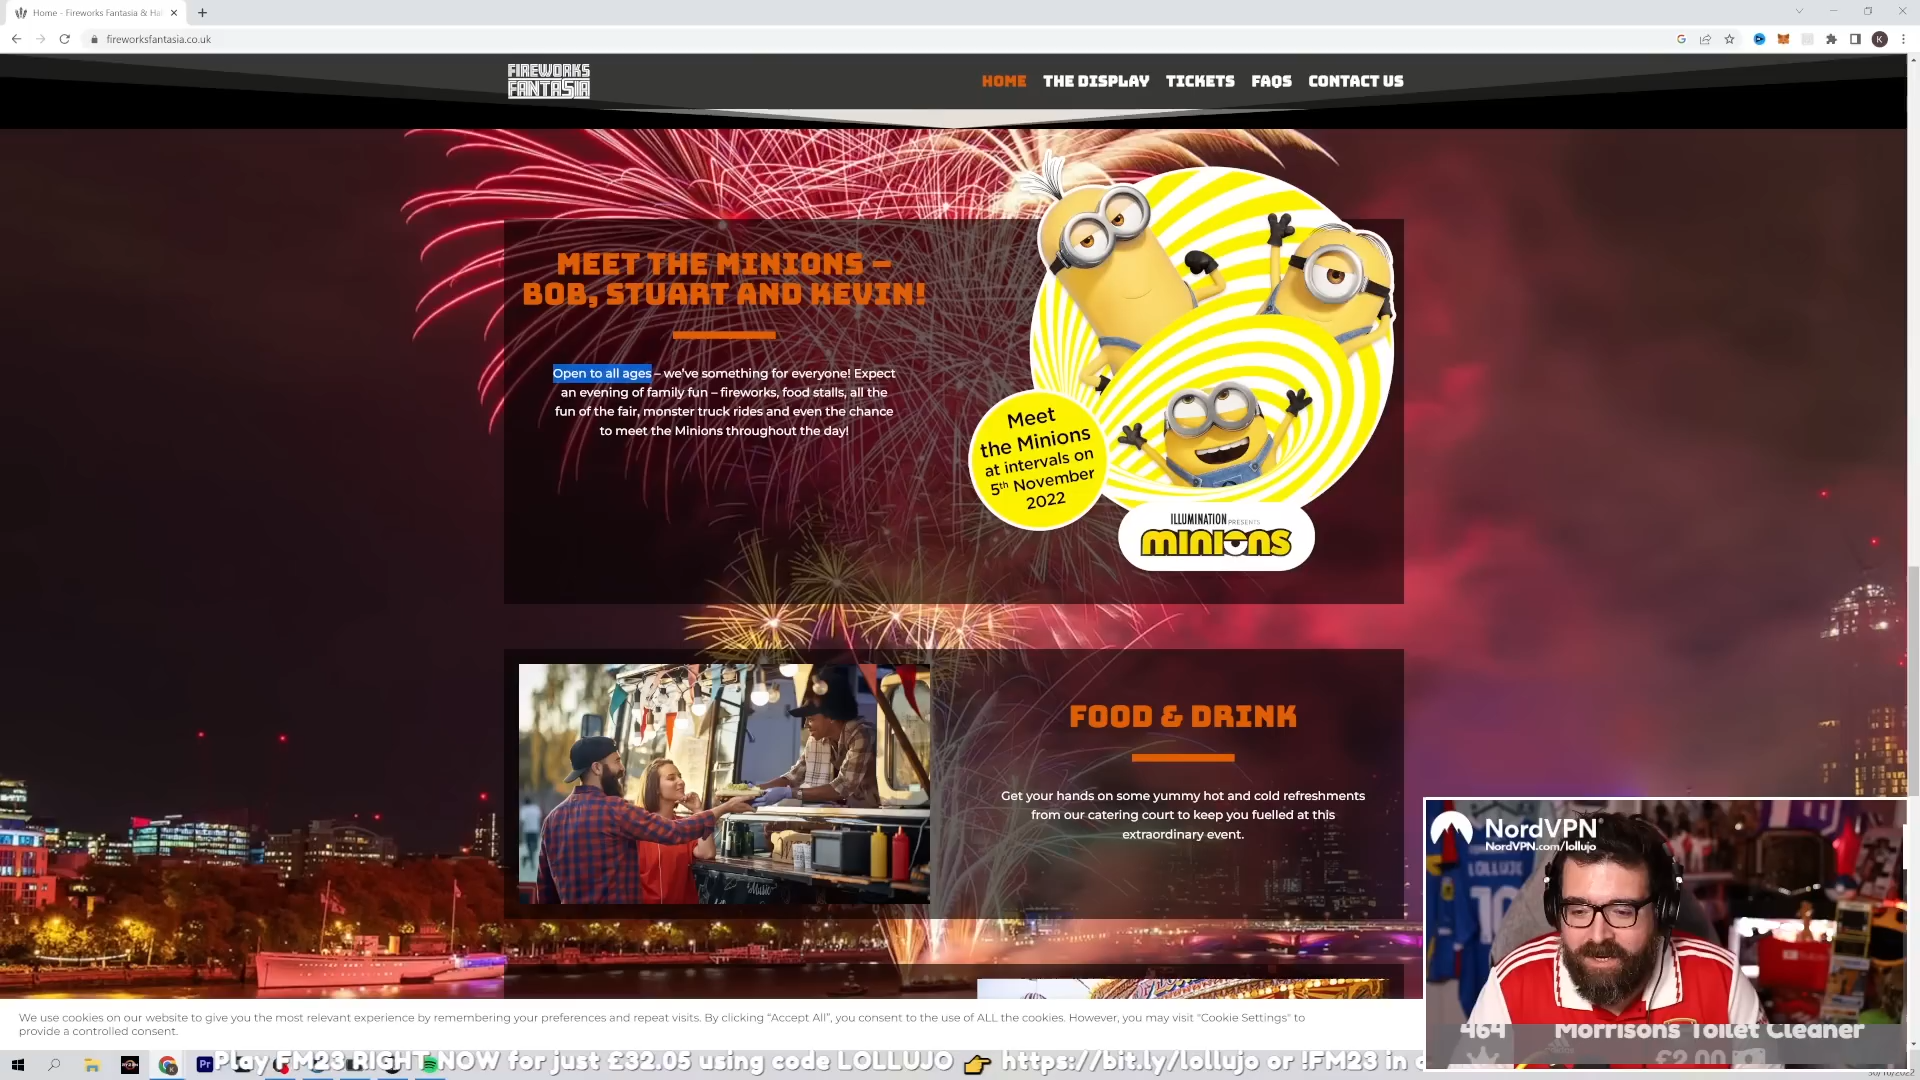 Home - Fireworks Fantasia & Ha
fireworksfantasia.co.uk
FIREWORKS
FANTASIA
HOME THE DISPLAY TICKETS FAQS CONTACT US
MEET THE MINIONS –
BOB, STUART AND KEVIN!
Open to all ages – we've something for everyone! Expect
an evening of family fun – fireworks, food stalls, all the
fun of the fair, monster truck rides and even the chance
to meet the Minions throughout the day!
Meet
the Minions
at intervals on
5th November
2022
ILLUMINATION PRESENTS
minions
FOOD & DRINK
Get your hands on some yummy hot and cold refreshments
from our catering court to keep you fuelled at this
extraordinary event.
NordVPN
NordVPN.com/lollujo
464 Morrisons Toilet Cleaner
£2.00
We use cookies on our website to give you the most relevant experience by remembering your preferences and repeat visits. By clicking “Accept All”, you consent to the use of ALL the cookies. However, you may visit "Cookie Settings" to
provide a controlled consent.
Play FM23 RIGHT NOW for just £32.05 using code LOLLUJO 👉 https://bit.ly/lollujo or !FM23 in
30/10/2022